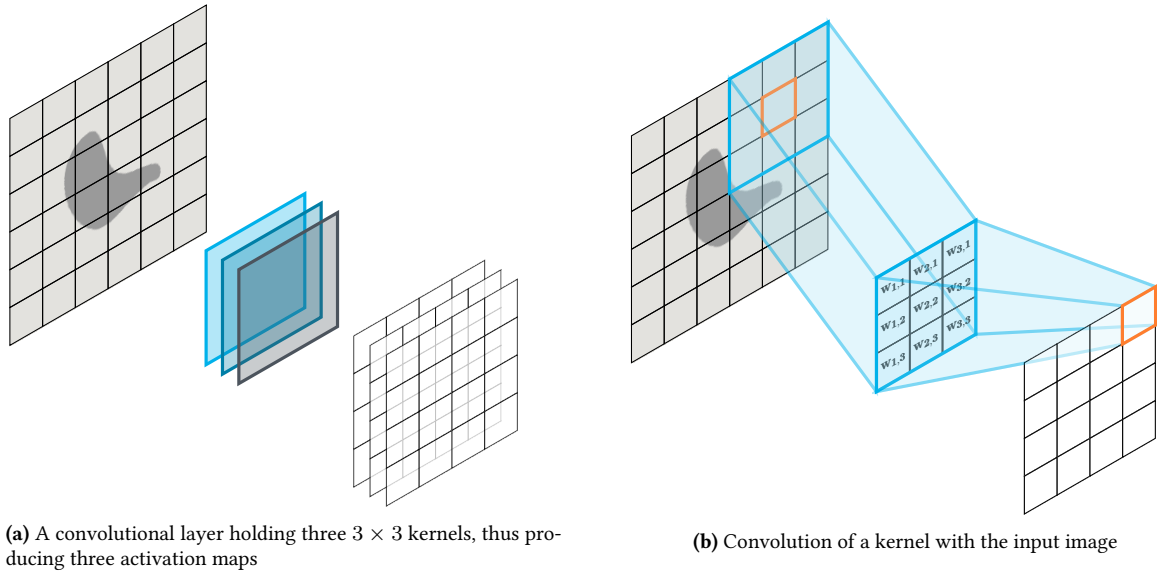 w1,1 w2,1 w3,1
w1,2 w2,2 w3,2
w1,3 w2,3 w3,3
(a) A convolutional layer holding three 3 × 3 kernels, thus pro-
ducing three activation maps
(b) Convolution of a kernel with the input image